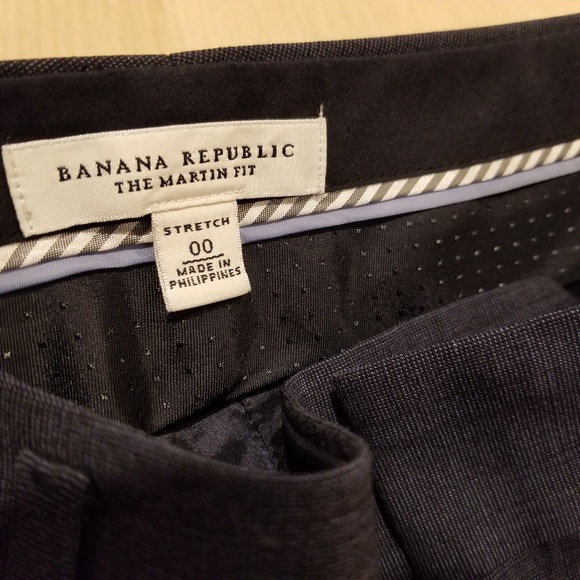 BANANA REPUBLIC
THE MARTIN FIT
STRETCH
00
MADE IN
PHILIPPINES